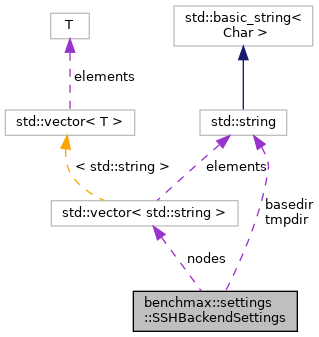 T
std::basic_string<
Char >
elements
std::vector< T >
std::string
< std::string >
elements
std::vector< std::string >
basedir
tmpdir
nodes
benchmax::settings
::SSHBackendSettings